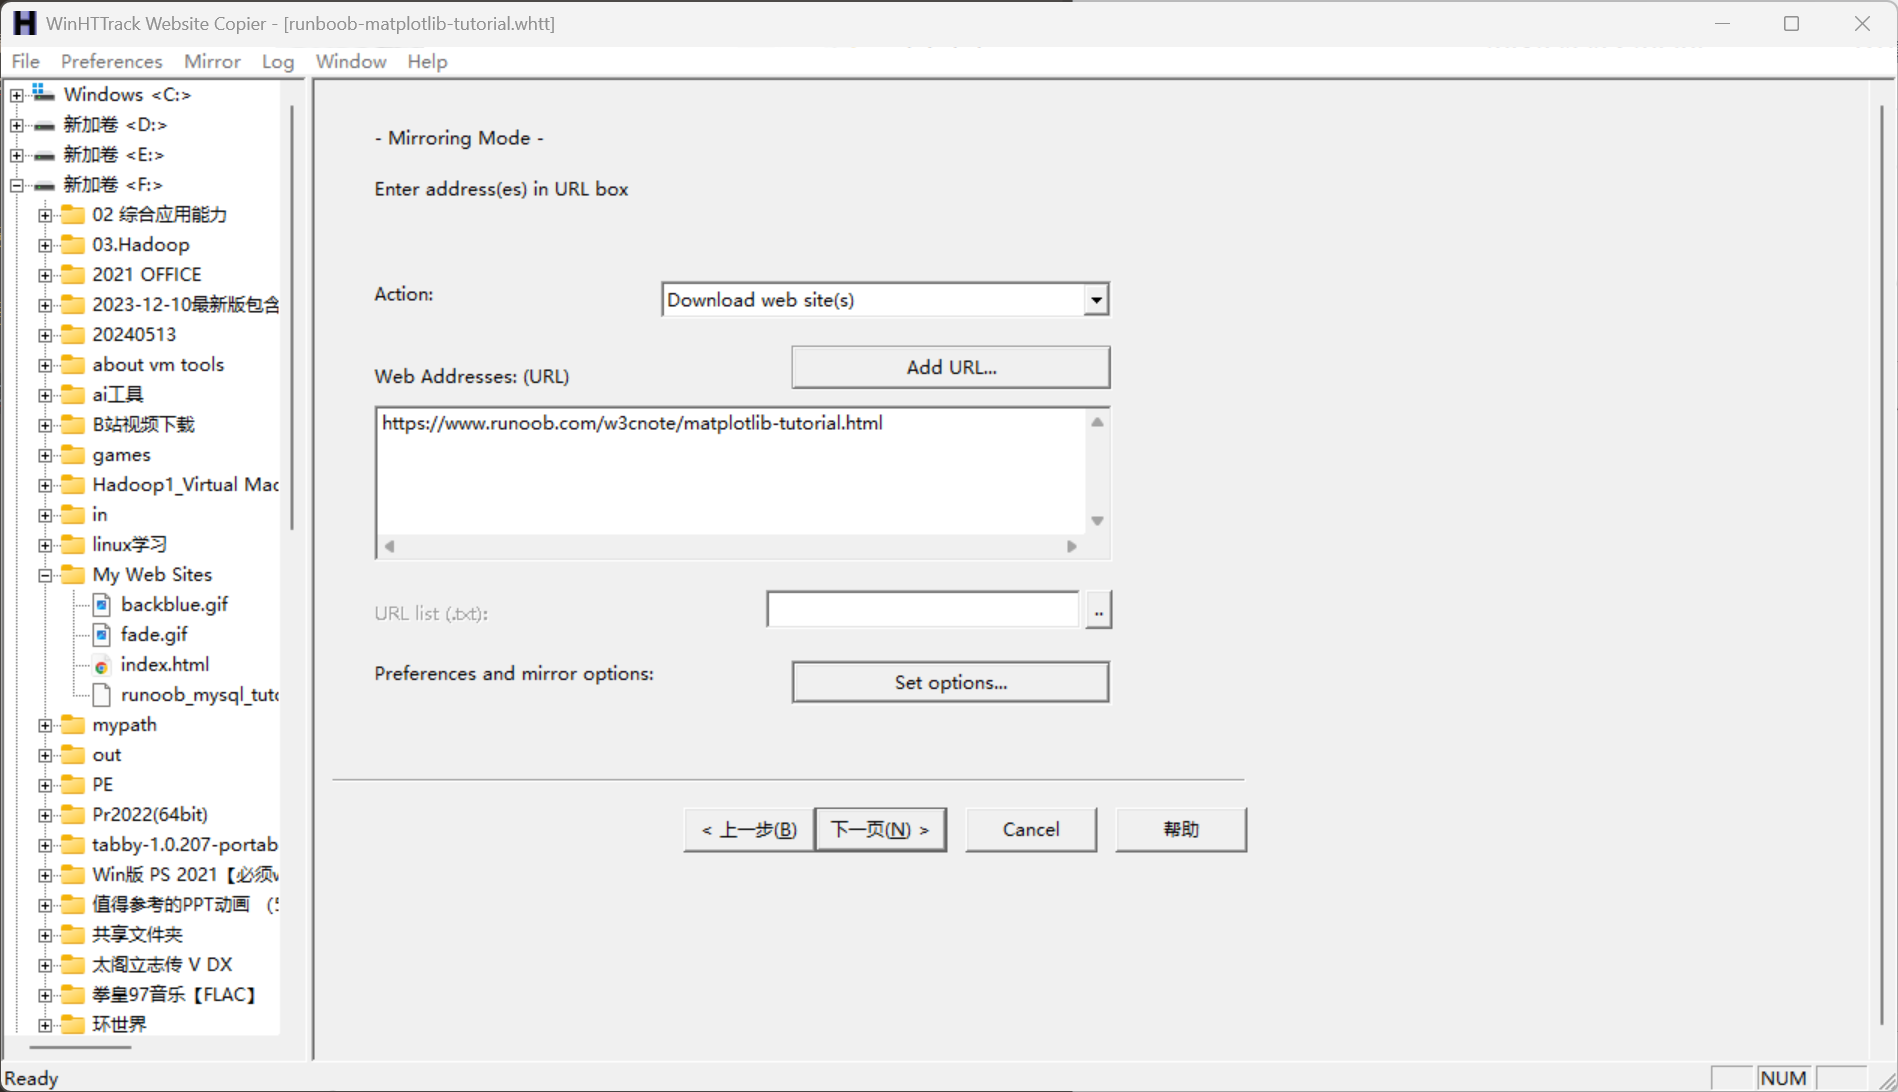 WinHTTrack Website Copier - [runboob-matplotlib-tutorial.whtt]
File Preferences Mirror Log Window Help
Windows <C:>
新加卷 <D:>
新加卷 <E:>
新加卷 <F:>
02 综合应用能力
03.Hadoop
2021 OFFICE
2023-12-10最新版包含
20240513
about vm tools
ai工具
B站视频下载
games
Hadoop1_Virtual Mac
in
linux学习
My Web Sites
backblue.gif
fade.gif
index.html
runoob_mysql_tuto
mypath
out
PE
Pr2022(64bit)
tabby-1.0.207-portab
Win版 PS 2021【必须w
值得参考的PPT动画 （5
共享文件夹
太阁立志传 V DX
拳皇97音乐【FLAC】
环世界
- Mirroring Mode -
Enter address(es) in URL box
Action:
Download web site(s)
Web Addresses: (URL)
Add URL...
https://www.runoob.com/w3cnote/matplotlib-tutorial.html
URL list (.txt):
..
Preferences and mirror options:
Set options...
< 上一步(B)
下一页(N) >
Cancel
帮助
Ready
NUM